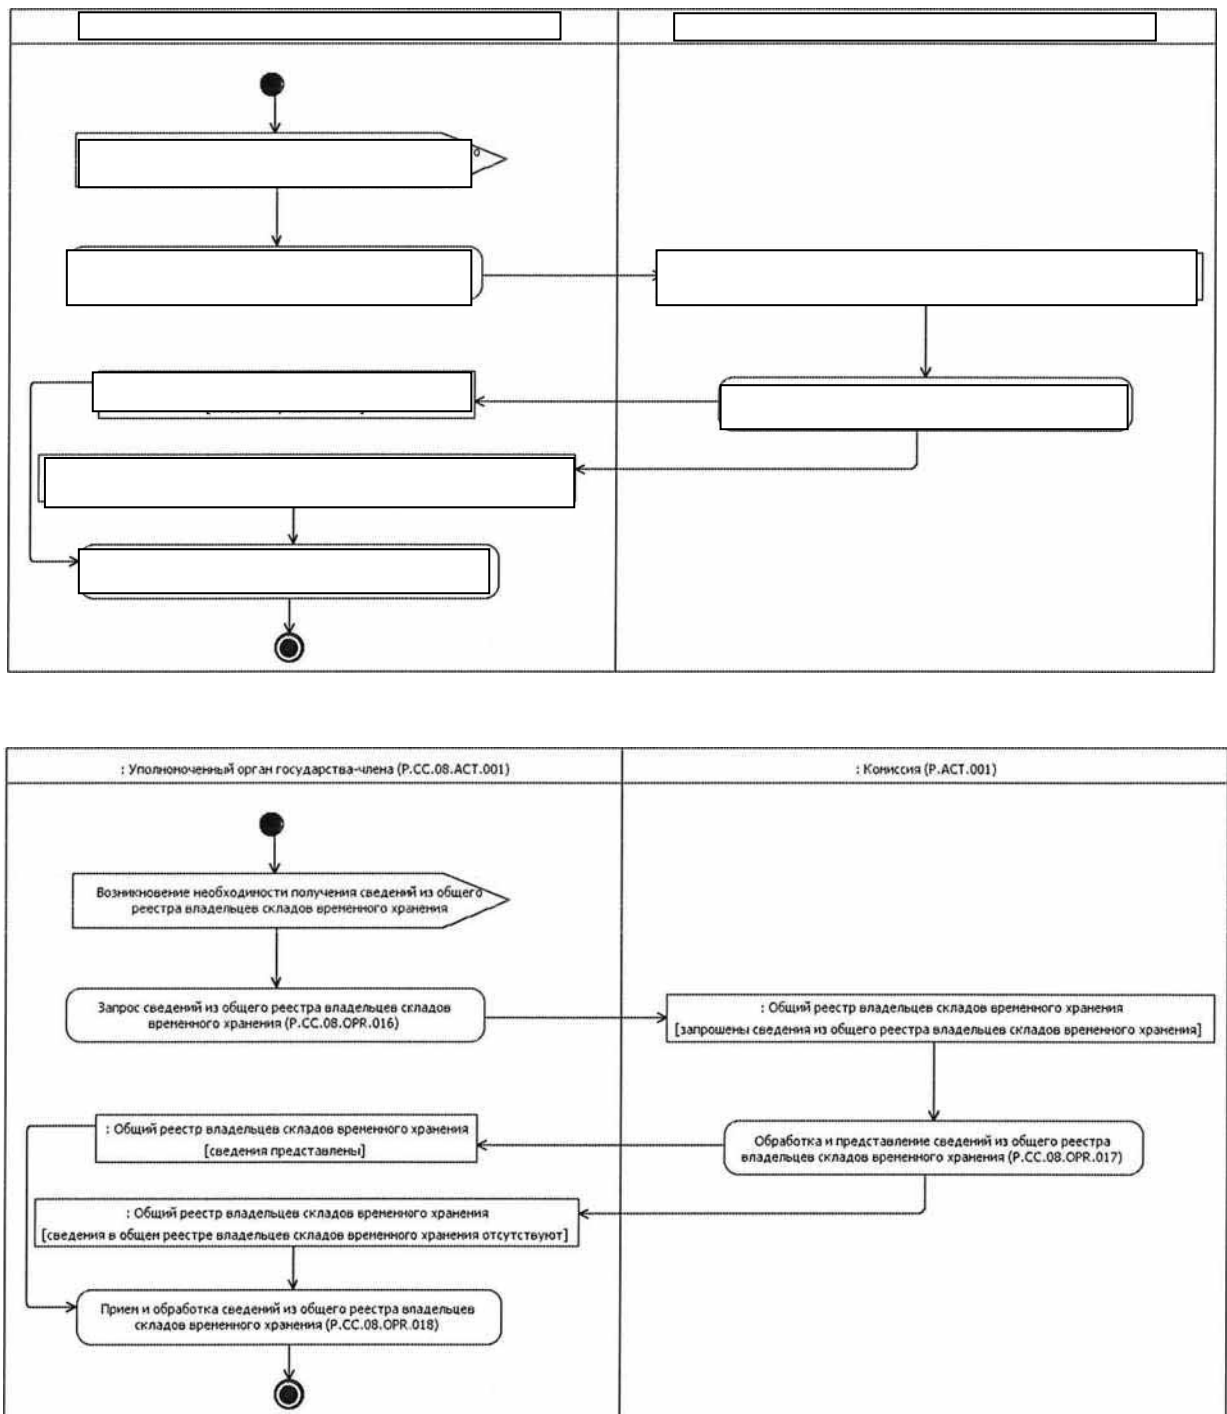 : Уполномоченный орган государства-члена (P.CC.08.ACT.001)
: Комиссия (P.ACT.001)
Возникновение необходимости получения сведений из общего
реестра владельцев складов временного хранения
Запрос сведений из общего реестра владельцев складов
временного хранения (P.CC.08.OPR.016)
: Общий реестр владельцев складов временного хранения
[запрошены сведения из общего реестра владельцев складов временного хранения]
: Общий реестр владельцев складов временного хранения
[сведения представлены]
Обработка и представление сведений из общего реестра
владельцев складов временного хранения (P.CC.08.OPR.017)
: Общий реестр владельцев складов временного хранения
[сведения в общем реестре владельцев складов временного хранения отсутствуют]
Прием и обработка сведений из общего реестра владельцев
складов временного хранения (P.CC.08.OPR.018)